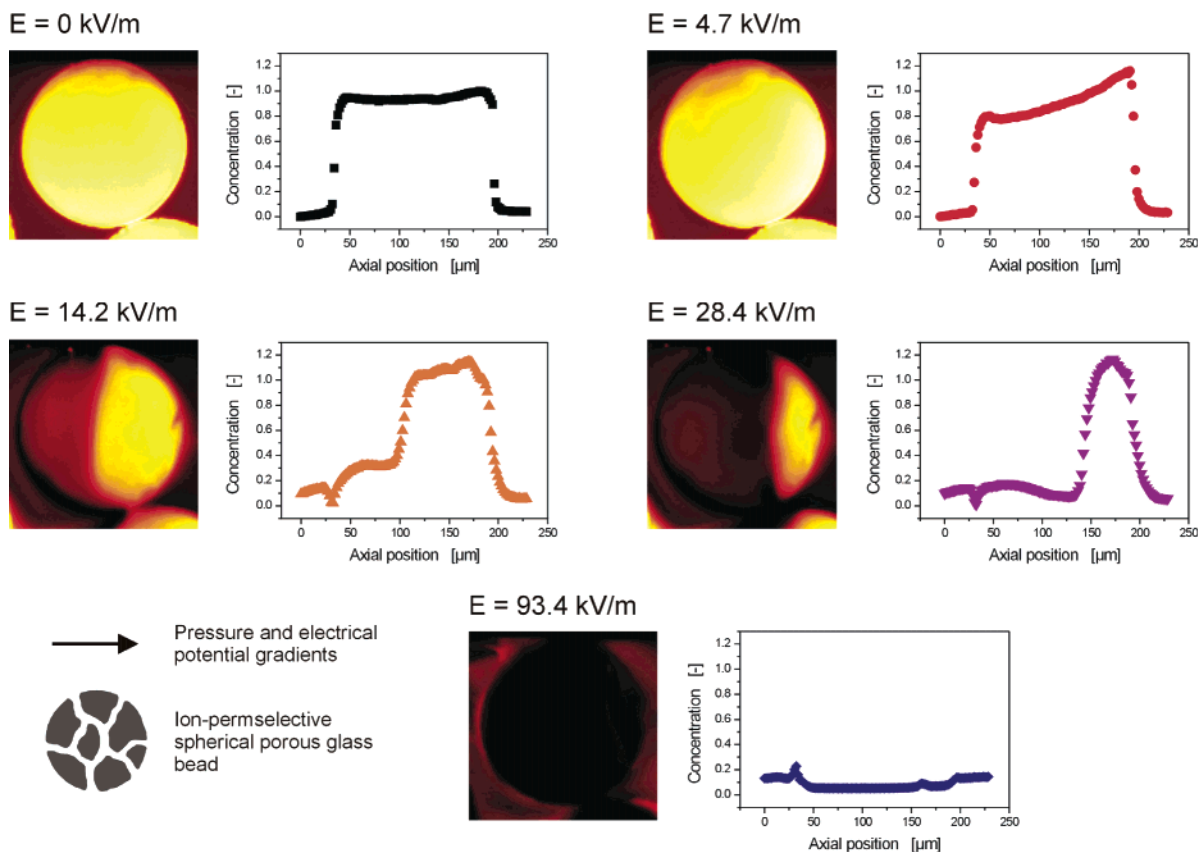 E = 0 kV/m
1.2
1.0
0.8
0.6
0.4
0.2
0.0
Concentration [-]
0 50 100 150 200 250
Axial position [µm]
E = 4.7 kV/m
1.2
1.0
0.8
0.6
0.4
0.2
0.0
Concentration [-]
0 50 100 150 200 250
Axial position [µm]
E = 14.2 kV/m
1.2
1.0
0.8
0.6
0.4
0.2
0.0
Concentration [-]
0 50 100 150 200 250
Axial position [µm]
E = 28.4 kV/m
1.2
1.0
0.8
0.6
0.4
0.2
0.0
Concentration [-]
0 50 100 150 200 250
Axial position [µm]
Pressure and electrical
potential gradients
Ion-permselective
spherical porous glass
bead
E = 93.4 kV/m
1.2
1.0
0.8
0.6
0.4
0.2
0.0
Concentration [-]
0 50 100 150 200 250
Axial position [µm]